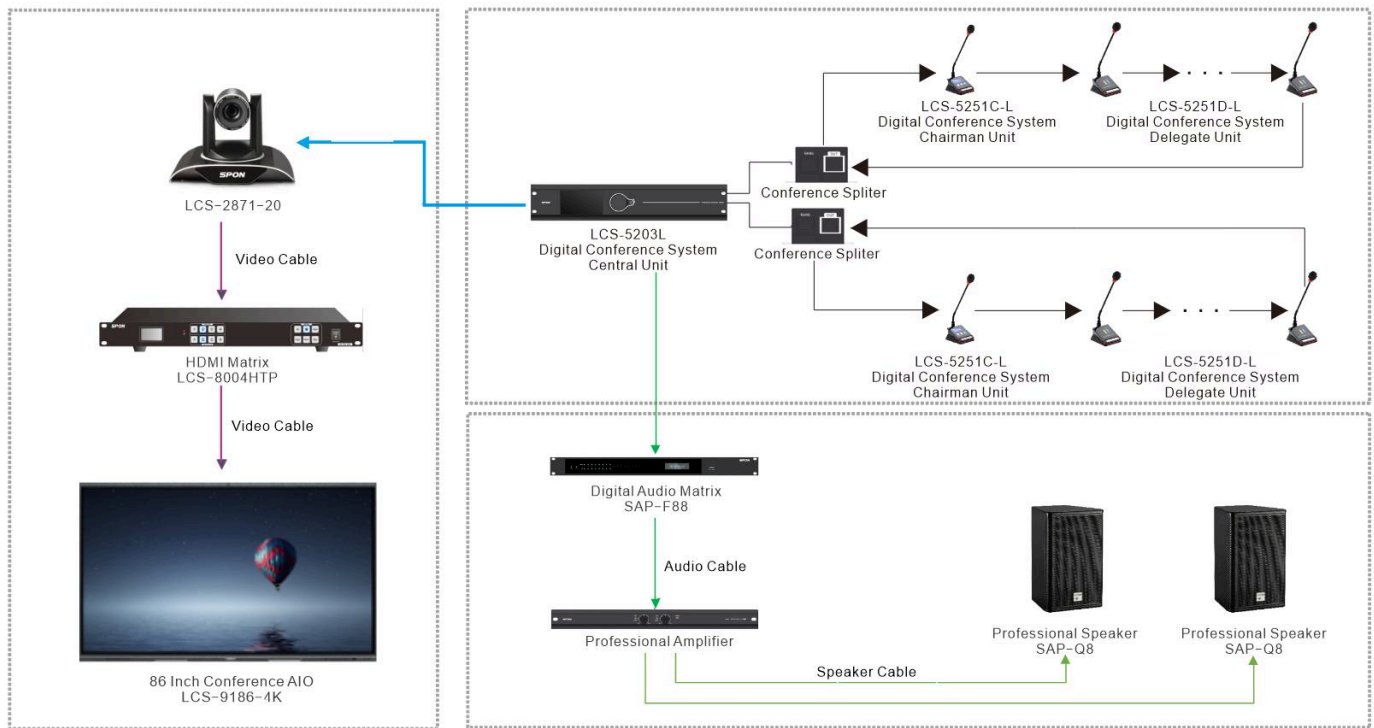 SPON
LCS-2871-20
Video Cable
SPON
HDMI Matrix
LCS-8004HTP
Video Cable
86 Inch Conference AIO
LCS-9186-4K
LCS-5251C-L
Digital Conference System
Chairman Unit
LCS-5251D-L
Digital Conference System
Delegate Unit
Conference Spliter
SPON
LCS-5203L
Digital Conference System
Central Unit
Conference Spliter
LCS-5251C-L
Digital Conference System
Chairman Unit
LCS-5251D-L
Digital Conference System
Delegate Unit
SPON
Digital Audio Matrix
SAP-F88
Audio Cable
Professional Amplifier
Speaker Cable
Professional Speaker
SAP-Q8
Professional Speaker
SAP-Q8